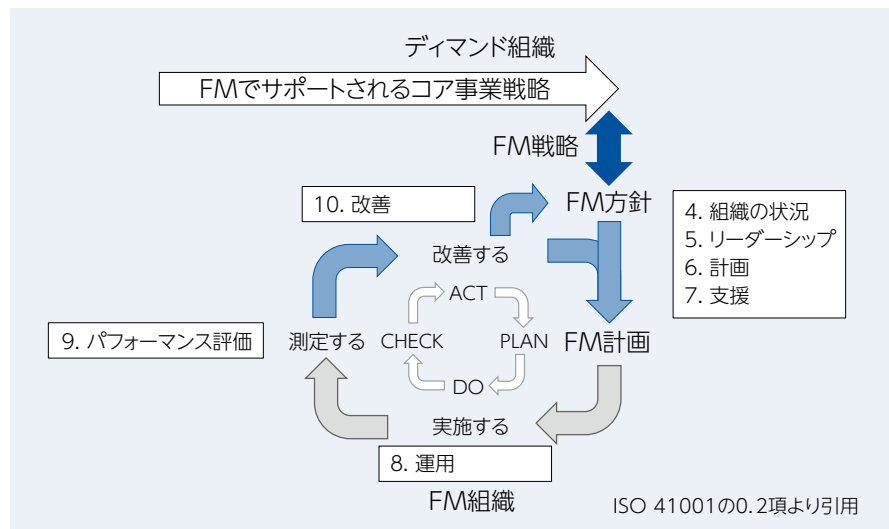 ディマンド組織
FMでサポートされるコア事業戦略
FM戦略
10. 改善
FM方針
4. 組織の状況
5. リーダーシップ
6. 計画
7. 支援
改善する
ACT
9. パフォーマンス評価
測定する
CHECK
PLAN
FM計画
DO
実施する
8. 運用
FM組織
ISO 41001の0.2項より引用